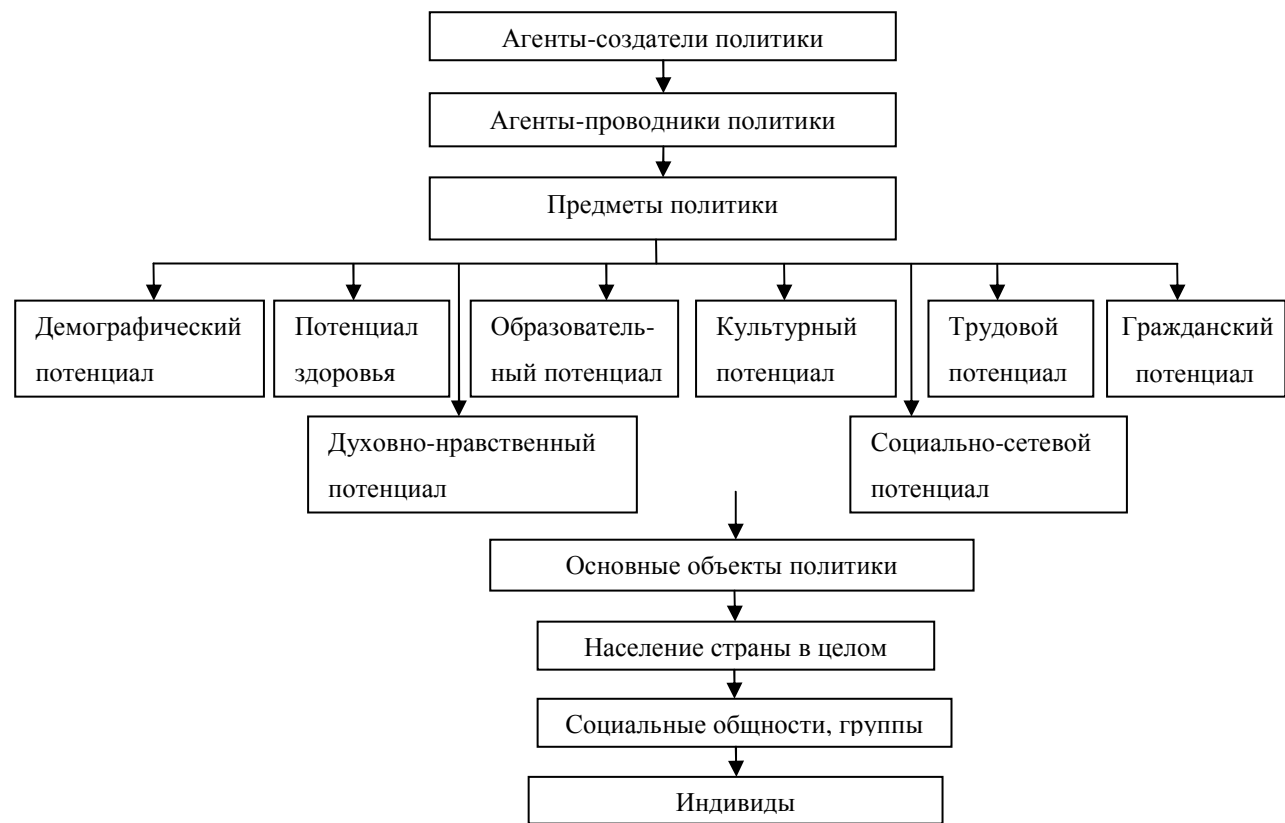 Агенты-создатели политики
Агенты-проводники политики
Предметы политики
Демографический
потенциал
Потенциал
здоровья
Образователь-
ный потенциал
Культурный
потенциал
Трудовой
потенциал
Гражданский
потенциал
Духовно-нравственный
потенциал
Социально-сетевой
потенциал
Основные объекты политики
Население страны в целом
Социальные общности, группы
Индивиды